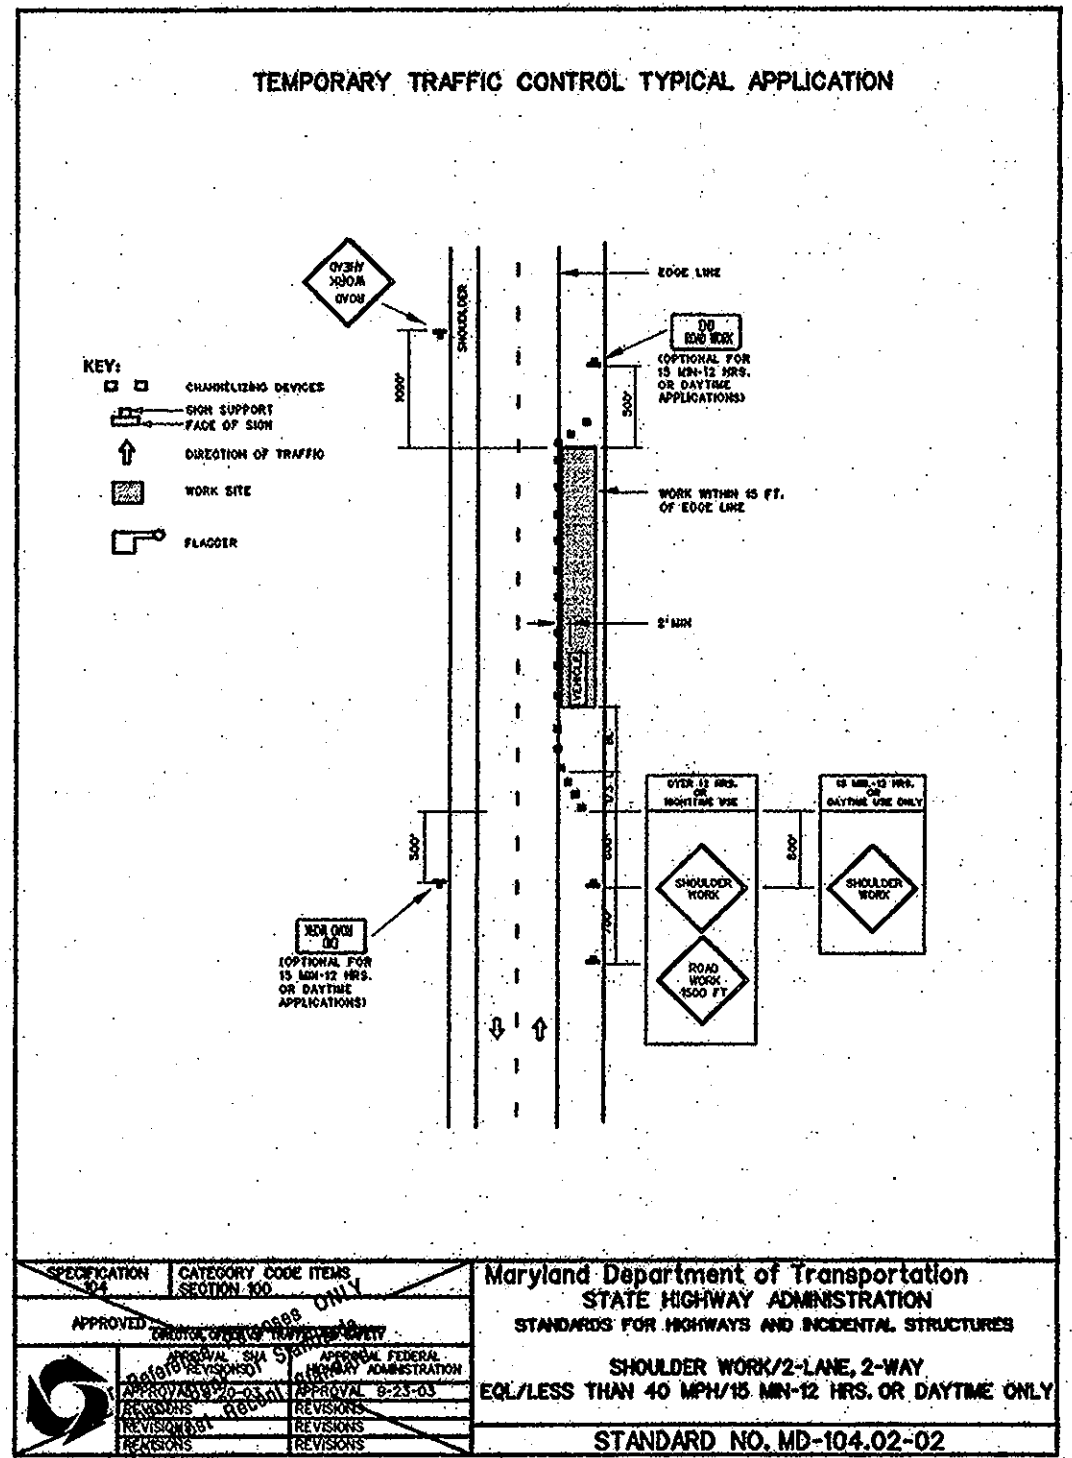 TEMPORARY TRAFFIC CONTROL TYPICAL APPLICATION
ROAD
WORK
AHEAD
SHOULDER
EDGE LINE
ROAD WORK
(OPTIONAL FOR
15 MIN-12 HRS.
OR DAYTIME
APPLICATIONS)
1000'
500'
KEY:
CHANNELIZING DEVICES
SIGN SUPPORT
FACE OF SIGN
DIRECTION OF TRAFFIC
WORK SITE
FLAGGER
WORK WITHIN 15 FT.
OF EDGE LINE
2' MIN
VEHICLE
OVER 12 HRS.
OR
NIGHTTIME USE
15 MIN.-12 HRS.
OR
DAYTIME USE ONLY
500'
800'
SHOULDER
WORK
SHOULDER
WORK
ROAD
WORK
1500 FT
ROAD WORK
(OPTIONAL FOR
15 MIN-12 HRS.
OR DAYTIME
APPLICATIONS)
SPECIFICATION
104
CATEGORY CODE ITEMS
SECTION 100
APPROVED
DIRECTOR, OFFICE OF TRAFFIC AND SAFETY
APPROVAL SHA
REVISIONS
APPROVAL FEDERAL
HIGHWAY ADMINISTRATION
APPROVAL 9-20-03
APPROVAL 9-23-03
REVISIONS
REVISIONS
REVISIONS
REVISIONS
REVISIONS
REVISIONS
Maryland Department of Transportation
STATE HIGHWAY ADMINISTRATION
STANDARDS FOR HIGHWAYS AND INCIDENTAL STRUCTURES
SHOULDER WORK/2-LANE, 2-WAY
EQL/LESS THAN 40 MPH/15 MIN-12 HRS. OR DAYTIME ONLY
STANDARD NO. MD-104.02-02